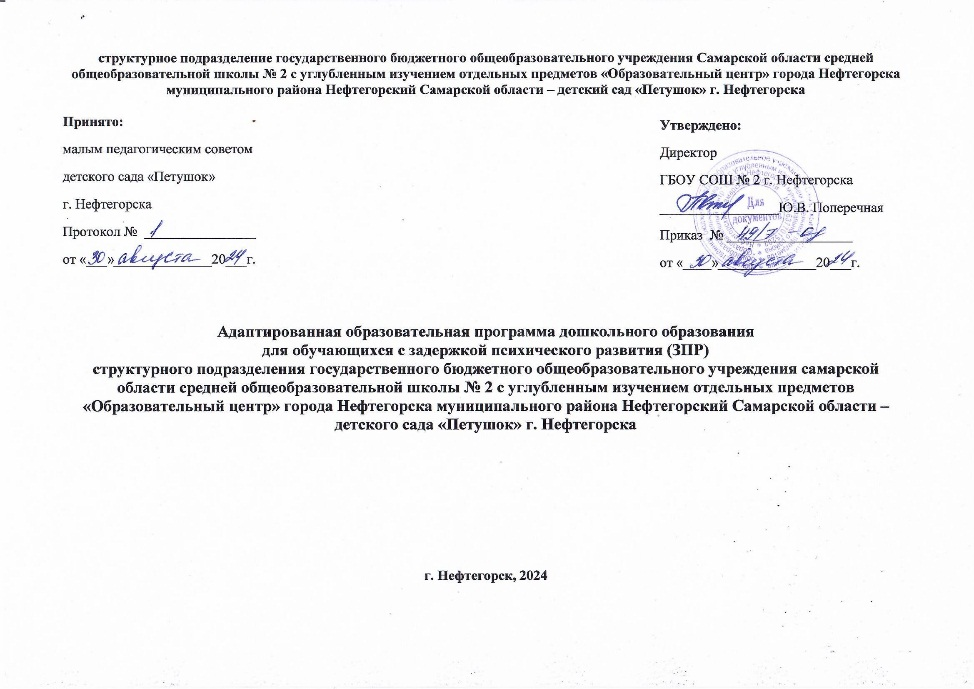 структурное подразделение государственного бюджетного общеобразовательного учреждения Самарской области средней
общеобразовательной школы № 2 с углубленным изучением отдельных предметов «Образовательный центр» города Нефтегорска
муниципального района Нефтегорский Самарской области – детский сад «Петушок» г. Нефтегорска
Принято:
малым педагогическим советом
детского сада «Петушок»
г. Нефтегорска
Протокол № 1
от «30» августа 2024 г.
Утверждено:
Директор
ГБОУ СОШ № 2 г. Нефтегорска
Ю.В. Поперечная
Для
документов
Приказ № - од
от « 30 » августа 2024 г.
Адаптированная образовательная программа дошкольного образования
для обучающихся с задержкой психического развития (ЗПР)
структурного подразделения государственного бюджетного общеобразовательного учреждения самарской
области средней общеобразовательной школы № 2 с углубленным изучением отдельных предметов
«Образовательный центр» города Нефтегорска муниципального района Нефтегорский Самарской области –
детского сада «Петушок» г. Нефтегорска
г. Нефтегорск, 2024